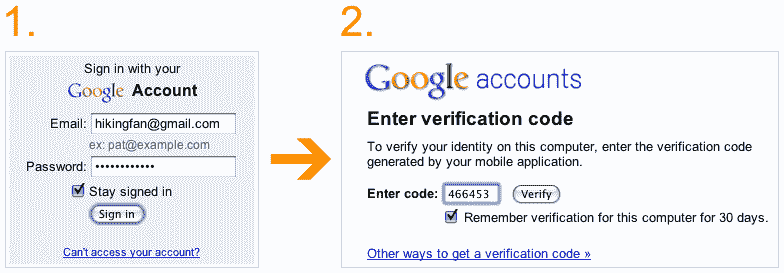 1.
Sign in with your
Google Account
Email: hikingfan@gmail.com
ex: pat@example.com
Password: ••••••••••••
Stay signed in
Sign in
Can't access your account?
2.
Google accounts
Enter verification code
To verify your identity on this computer, enter the verification code
generated by your mobile application.
Enter code: 466453 Verify
Remember verification for this computer for 30 days.
Other ways to get a verification code »